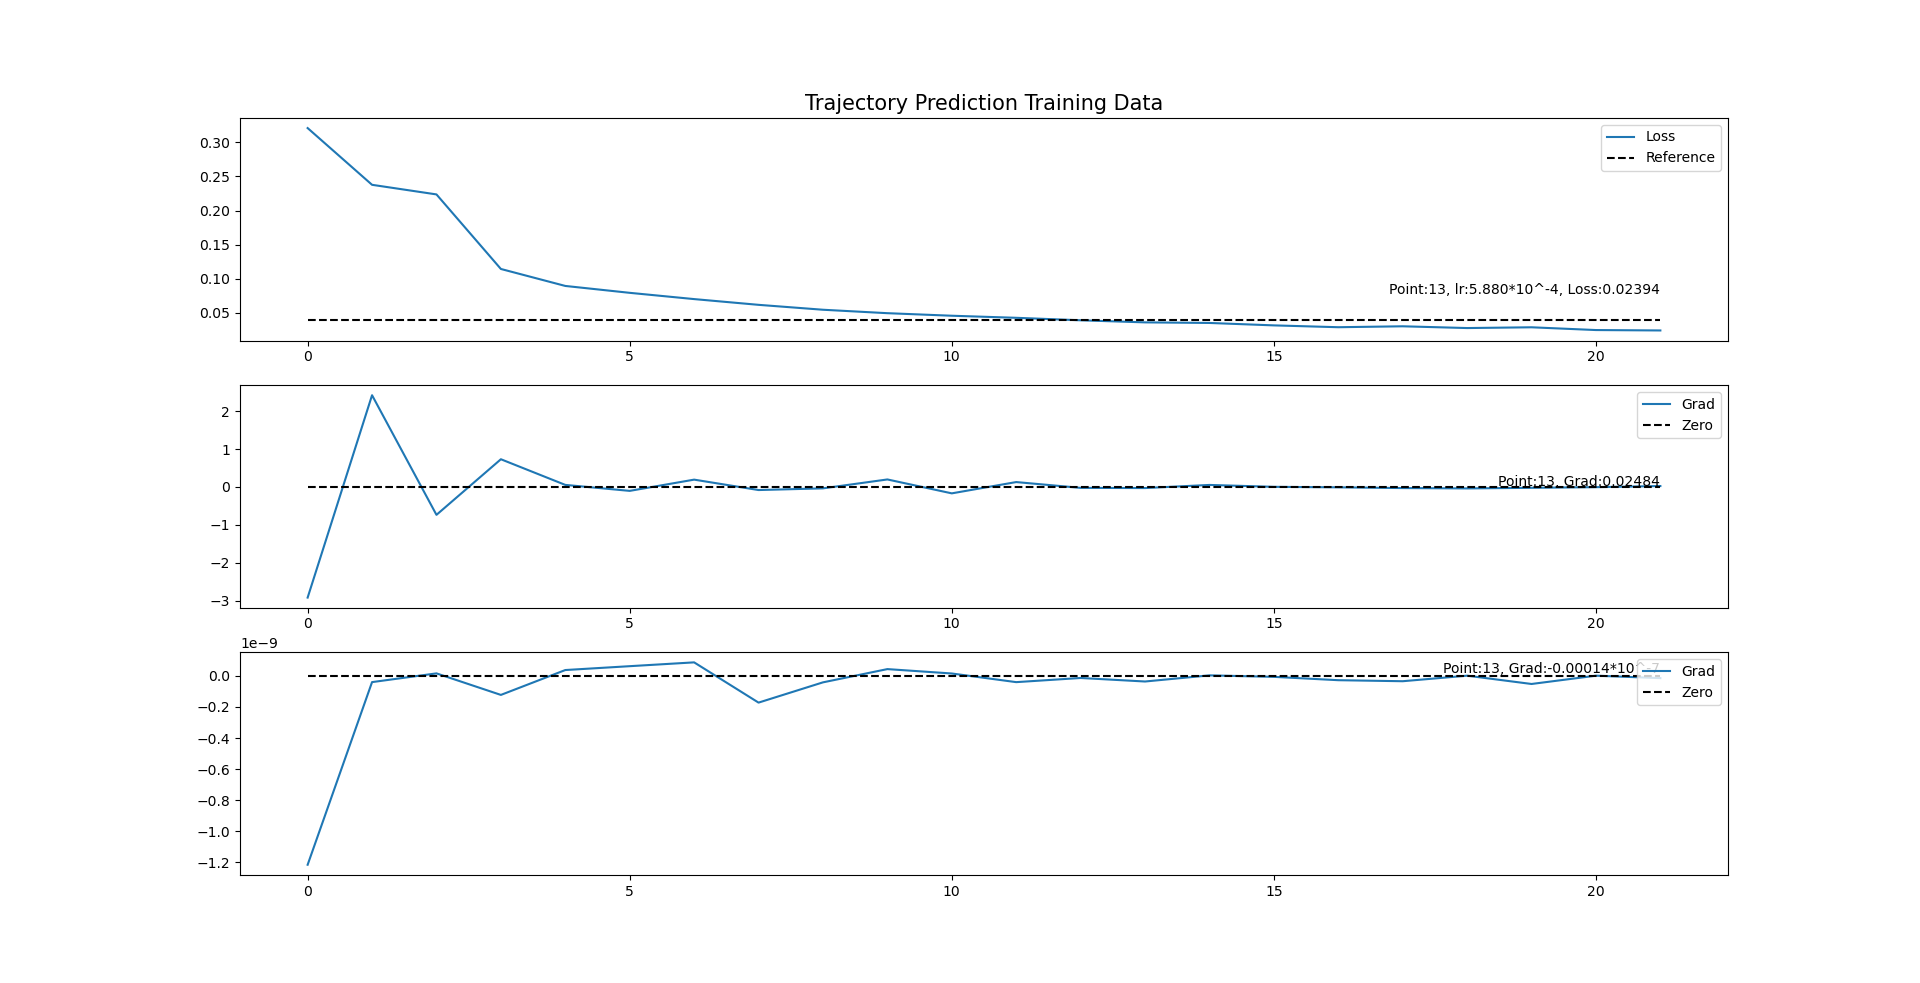 Trajectory Prediction Training Data
0.30
0.25
0.20
0.15
0.10
0.05
Loss
Reference
Point:13, lr:5.880*10^-4, Loss:0.02394
0 5 10 15 20
2
1
0
−1
−2
−3
Grad
Zero
Point:13, Grad:0.02484
0 5 10 15 20
1e−9
0.0
−0.2
−0.4
−0.6
−0.8
−1.0
−1.2
Point:13, Grad:-0.00014*10^-7
Grad
Zero
0 5 10 15 20